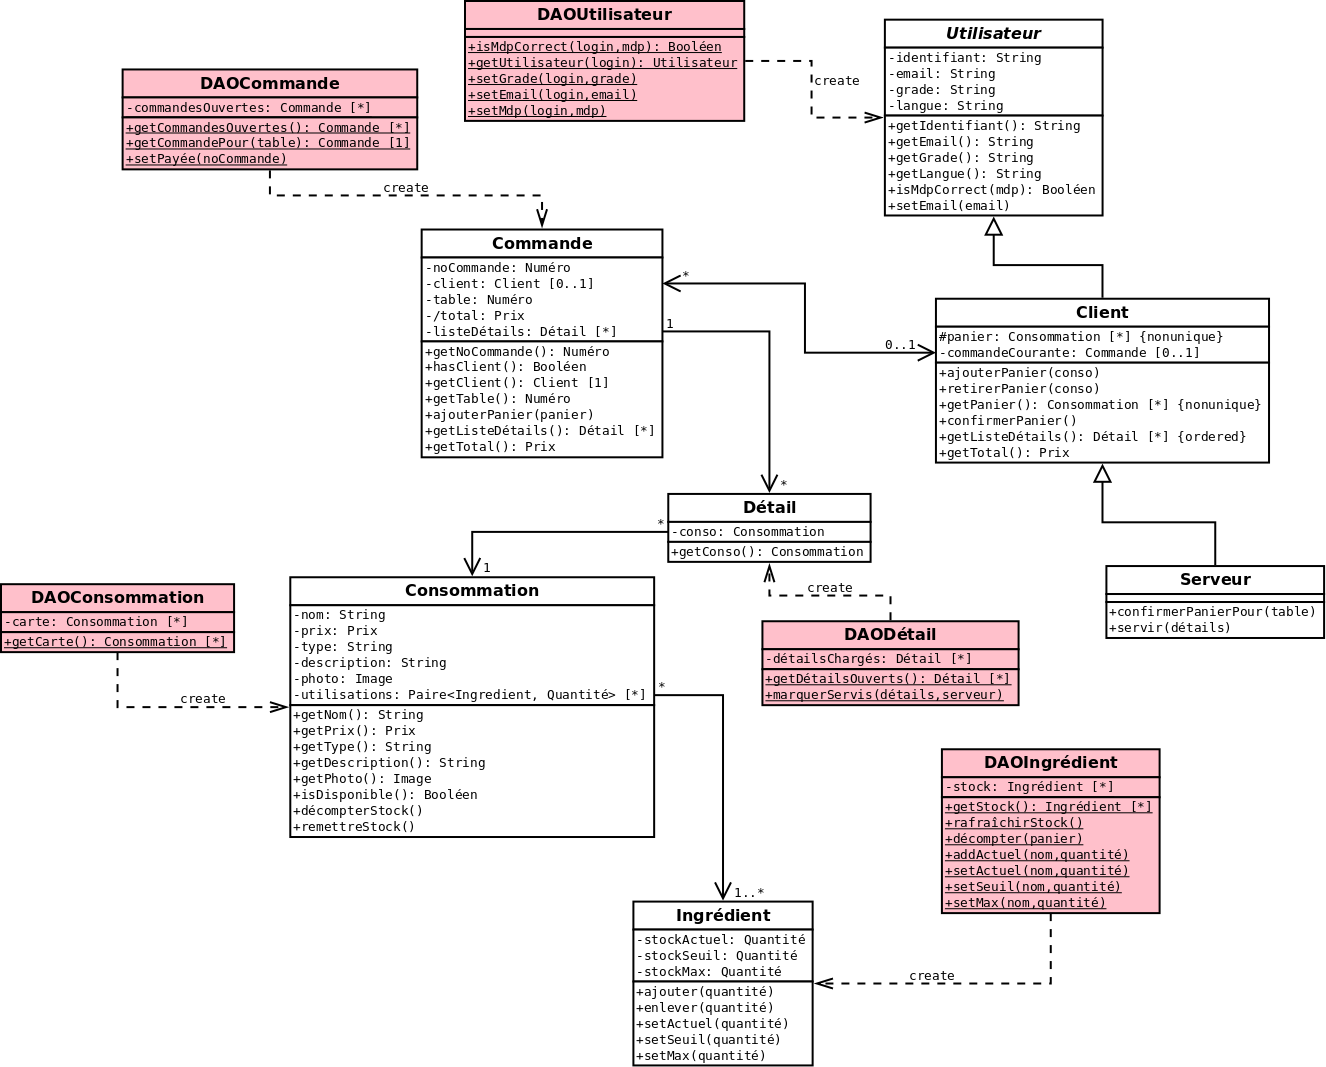 DAOUtilisateur
+isMdpCorrect(login,mdp): Booléen
+getUtilisateur(login): Utilisateur
+setGrade(login,grade)
+setEmail(login,email)
+setMdp(login,mdp)
create
Utilisateur
-identifiant: String
-email: String
-grade: String
-langue: String
+getIdentifiant(): String
+getEmail(): String
+getGrade(): String
+getLangue(): String
+isMdpCorrect(mdp): Booléen
+setEmail(email)
DAOCommande
-commandesOuvertes: Commande [*]
+getCommandesOuvertes(): Commande [*]
+getCommandePour(table): Commande [1]
+setPayée(noCommande)
create
Commande
-noCommande: Numéro
-client: Client [0..1]
-table: Numéro
-/total: Prix
-listeDétails: Détail [*]
+getNoCommande(): Numéro
+hasClient(): Booléen
+getClient(): Client [1]
+getTable(): Numéro
+ajouterPanier(panier)
+getListeDétails(): Détail [*]
+getTotal(): Prix
*
0..1
1
*
Client
#panier: Consommation [*] {nonunique}
-commandeCourante: Commande [0..1]
+ajouterPanier(conso)
+retirerPanier(conso)
+getPanier(): Consommation [*] {nonunique}
+confirmerPanier()
+getListeDétails(): Détail [*] {ordered}
+getTotal(): Prix
Détail
-conso: Consommation
+getConso(): Consommation
*
1
create
Serveur
+confirmerPanierPour(table)
+servir(détails)
DAOConsommation
-carte: Consommation [*]
+getCarte(): Consommation [*]
create
Consommation
-nom: String
-prix: Prix
-type: String
-description: String
-photo: Image
-utilisations: Paire<Ingredient, Quantité> [*]
+getNom(): String
+getPrix(): Prix
+getType(): String
+getDescription(): String
+getPhoto(): Image
+isDisponible(): Booléen
+décompterStock()
+remettreStock()
*
1..*
DAODétail
-détailsChargés: Détail [*]
+getDétailsOuverts(): Détail [*]
+marquerServis(détails,serveur)
DAOIngrédient
-stock: Ingrédient [*]
+getStock(): Ingrédient [*]
+rafraîchirStock()
+décompter(panier)
+addActuel(nom,quantité)
+setActuel(nom,quantité)
+setSeuil(nom,quantité)
+setMax(nom,quantité)
create
Ingrédient
-stockActuel: Quantité
-stockSeuil: Quantité
-stockMax: Quantité
+ajouter(quantité)
+enlever(quantité)
+setActuel(quantité)
+setSeuil(quantité)
+setMax(quantité)